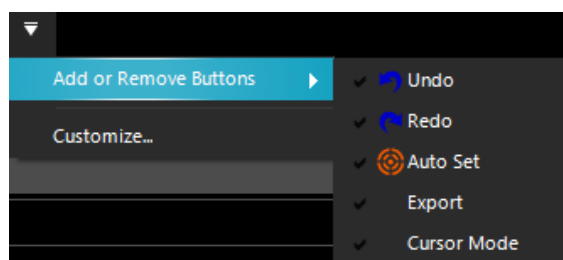 Add or Remove Buttons
Customize...
Undo
Redo
Auto Set
Export
Cursor Mode